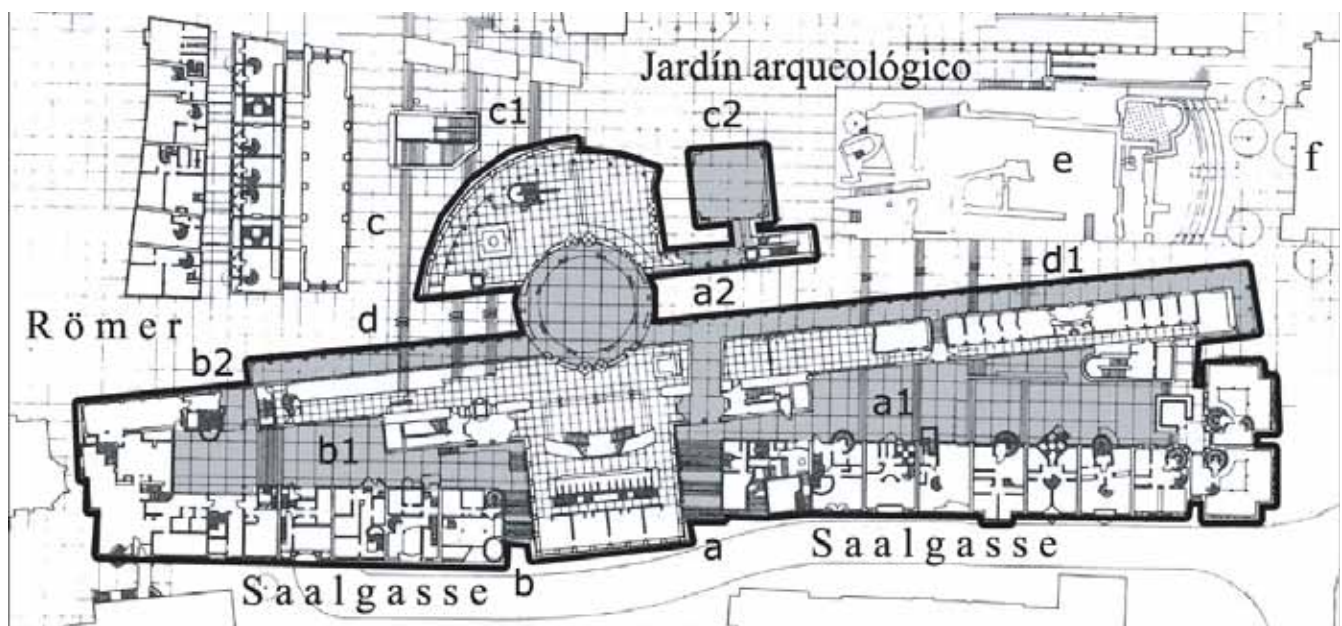 Jardín arqueológico
c1
c2
e
f
c
a2
d1
Römer
d
b2
a1
b1
a
Saalgasse
Saalgasse
b